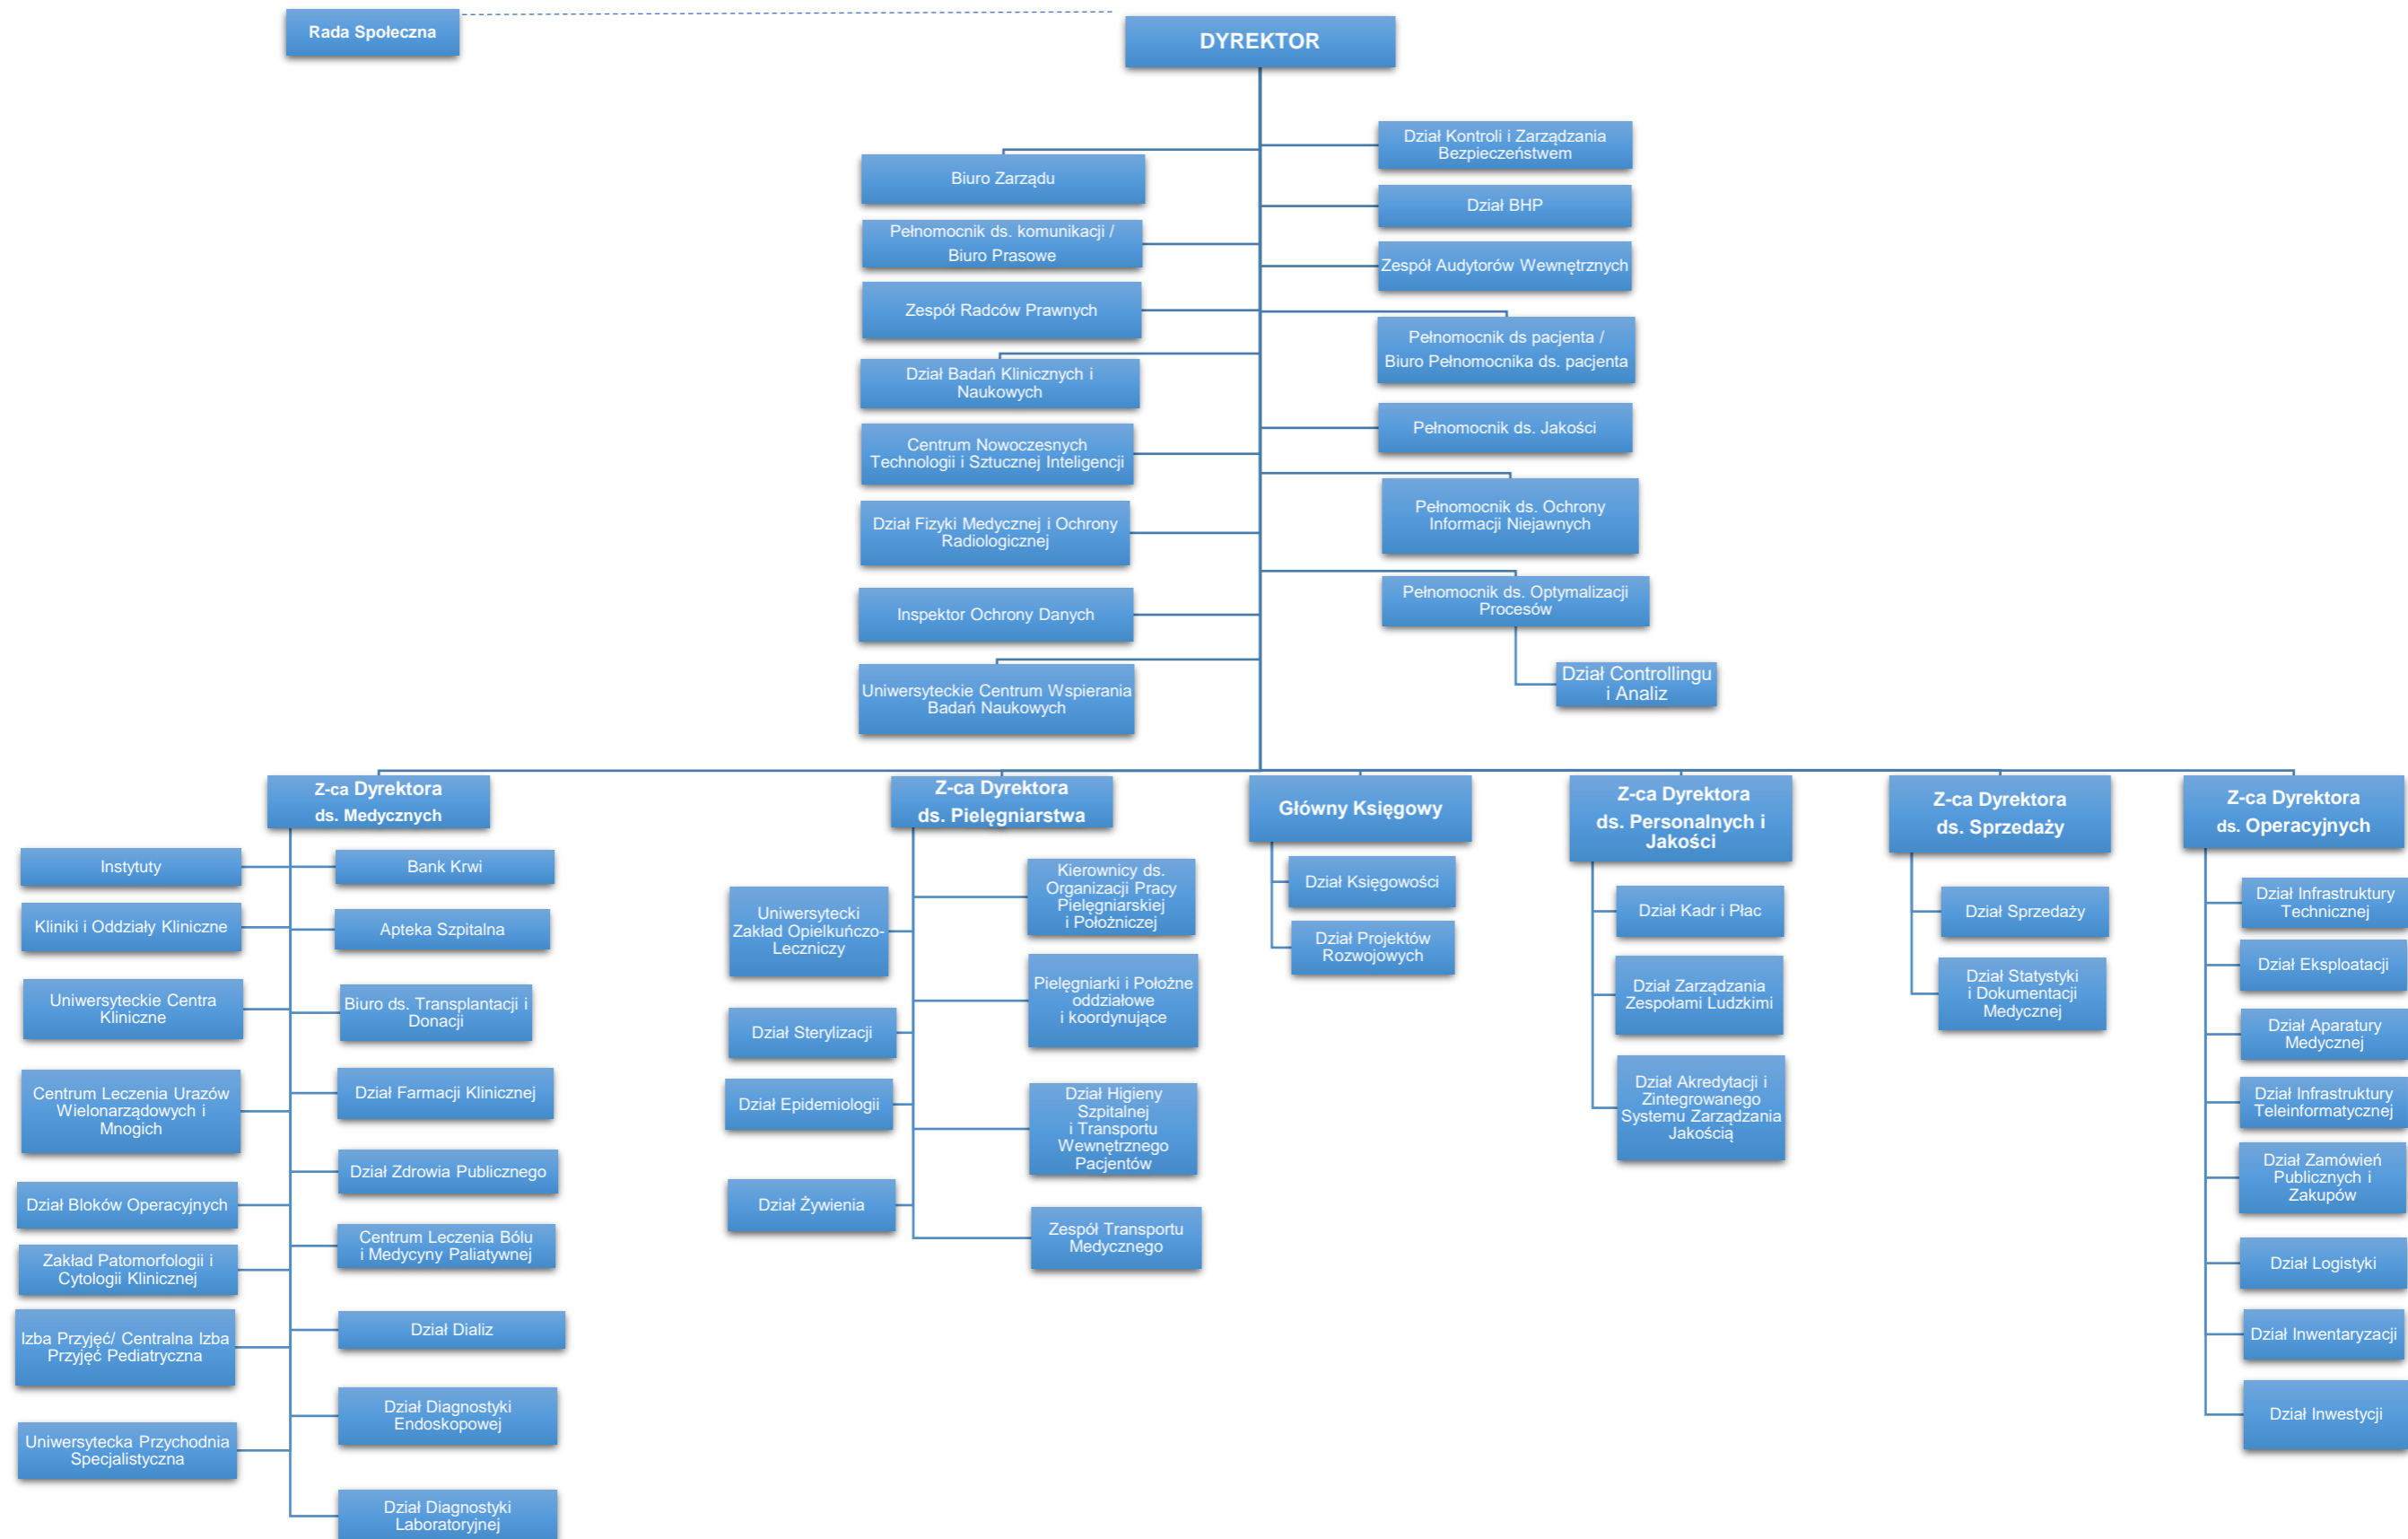 Rada Społeczna
DYREKTOR
Biuro Zarządu
Pełnomocnik ds. komunikacji /
Biuro Prasowe
Zespół Radców Prawnych
Dział Badań Klinicznych i
Naukowych
Centrum Nowoczesnych
Technologii i Sztucznej Inteligencji
Dział Fizyki Medycznej i Ochrony
Radiologicznej
Inspektor Ochrony Danych
Uniwersyteckie Centrum Wspierania
Badań Naukowych
Dział Kontroli i Zarządzania
Bezpieczeństwem
Dział BHP
Zespół Audytorów Wewnętrznych
Pełnomocnik ds pacjenta /
Biuro Pełnomocnika ds. pacjenta
Pełnomocnik ds. Jakości
Pełnomocnik ds. Ochrony
Informacji Niejawnych
Pełnomocnik ds. Optymalizacji
Procesów
Dział Controllingu
i Analiz
Z-ca Dyrektora
ds. Medycznych
Instytuty
Kliniki i Oddziały Kliniczne
Uniwersyteckie Centra
Kliniczne
Centrum Leczenia Urazów
Wielonarządowych i
Mnogich
Dział Bloków Operacyjnych
Zakład Patomorfologii i
Cytologii Klinicznej
Izba Przyjęć/ Centralna Izba
Przyjęć Pediatryczna
Uniwersytecka Przychodnia
Specjalistyczna
Bank Krwi
Apteka Szpitalna
Biuro ds. Transplantacji i
Donacji
Dział Farmacji Klinicznej
Dział Zdrowia Publicznego
Centrum Leczenia Bólu
i Medycyny Paliatywnej
Dział Dializ
Dział Diagnostyki
Endoskopowej
Dział Diagnostyki
Laboratoryjnej
Z-ca Dyrektora
ds. Pielęgniarstwa
Uniwersytecki
Zakład Opielkuńczo-
Leczniczy
Dział Sterylizacji
Dział Epidemiologii
Dział Żywienia
Kierownicy ds.
Organizacji Pracy
Pielęgniarskiej
i Położniczej
Pielęgniarki i Położne
oddziałowe
i koordynujące
Dział Higieny
Szpitalnej
i Transportu
Wewnętrznego
Pacjentów
Zespół Transportu
Medycznego
Główny Księgowy
Dział Księgowości
Dział Projektów
Rozwojowych
Z-ca Dyrektora
ds. Personalnych i
Jakości
Dział Kadr i Płac
Dział Zarządzania
Zespołami Ludzkimi
Dział Akredytacji i
Zintegrowanego
Systemu Zarządzania
Jakością
Z-ca Dyrektora
ds. Sprzedaży
Dział Sprzedaży
Dział Statystyki
i Dokumentacji
Medycznej
Z-ca Dyrektora
ds. Operacyjnych
Dział Infrastruktury
Technicznej
Dział Eksploatacji
Dział Aparatury
Medycznej
Dział Infrastruktury
Teleinformatycznej
Dział Zamówień
Publicznych i
Zakupów
Dział Logistyki
Dział Inwentaryzacji
Dział Inwestycji